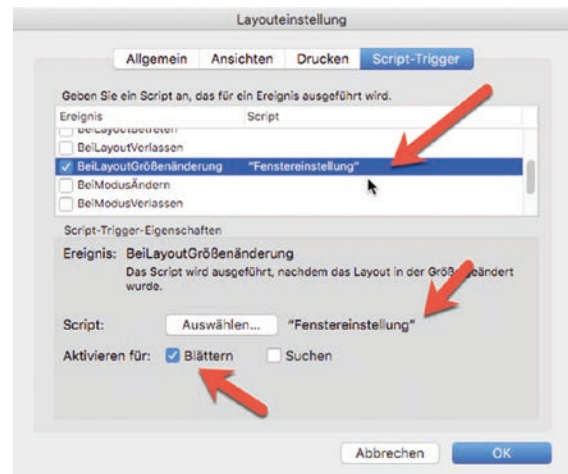 Layouteinstellung
Allgemein Ansichten Drucken Script-Trigger
Geben Sie ein Script an, das für ein Ereignis ausgeführt wird.
Ereignis Script
BeiLayoutBetreten
BeiLayoutVerlassen
BeiLayoutGrößenänderung "Fenstereinstellung"
BeiModusÄndern
BeiModusVerlassen
Script-Trigger-Eigenschaften
Ereignis: BeiLayoutGrößenänderung
Das Script wird ausgeführt, nachdem das Layout in der Größe geändert
wurde.
Script: Auswählen... "Fenstereinstellung"
Aktivieren für: Blättern Suchen
Abbrechen OK